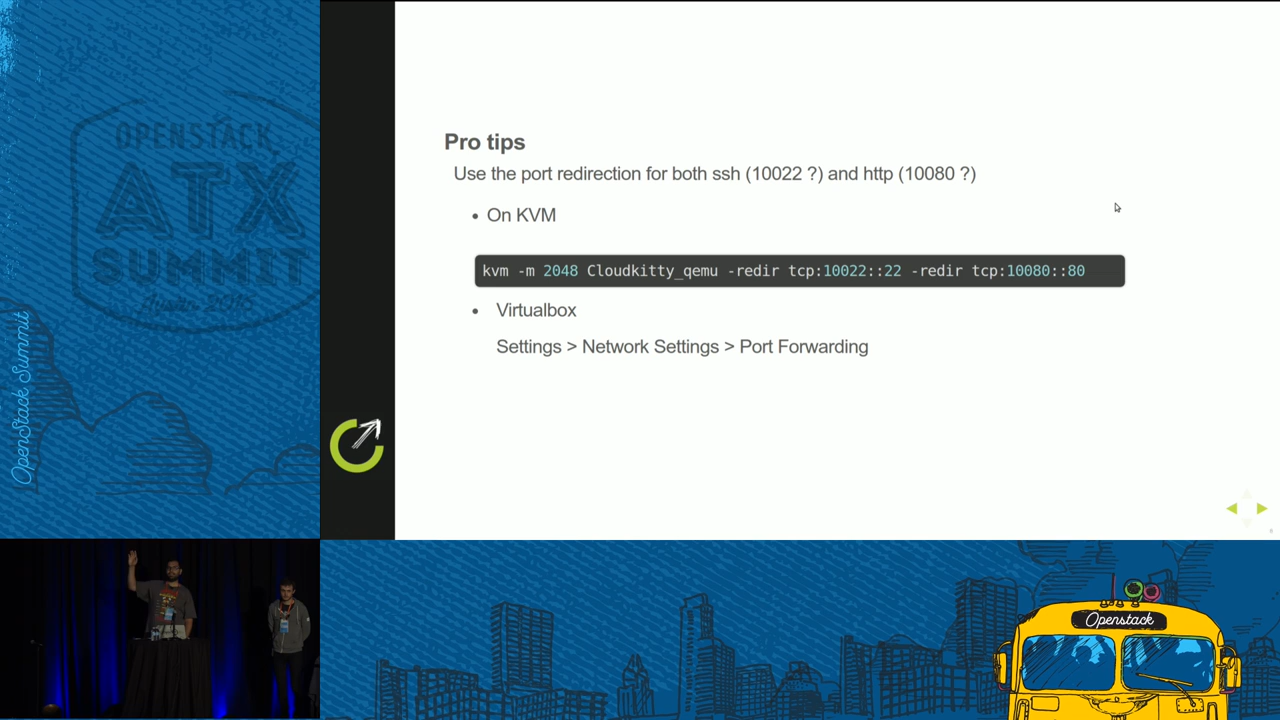 OPENSTACK
ATX
SUMMIT
Austin 2016
OpenStack Summit
Pro tips
Use the port redirection for both ssh (10022 ?) and http (10080 ?)
• On KVM
kvm -m 2048 Cloudkitty_qemu -redir tcp:10022::22 -redir tcp:10080::80
• Virtualbox
Settings > Network Settings > Port Forwarding
Openstack